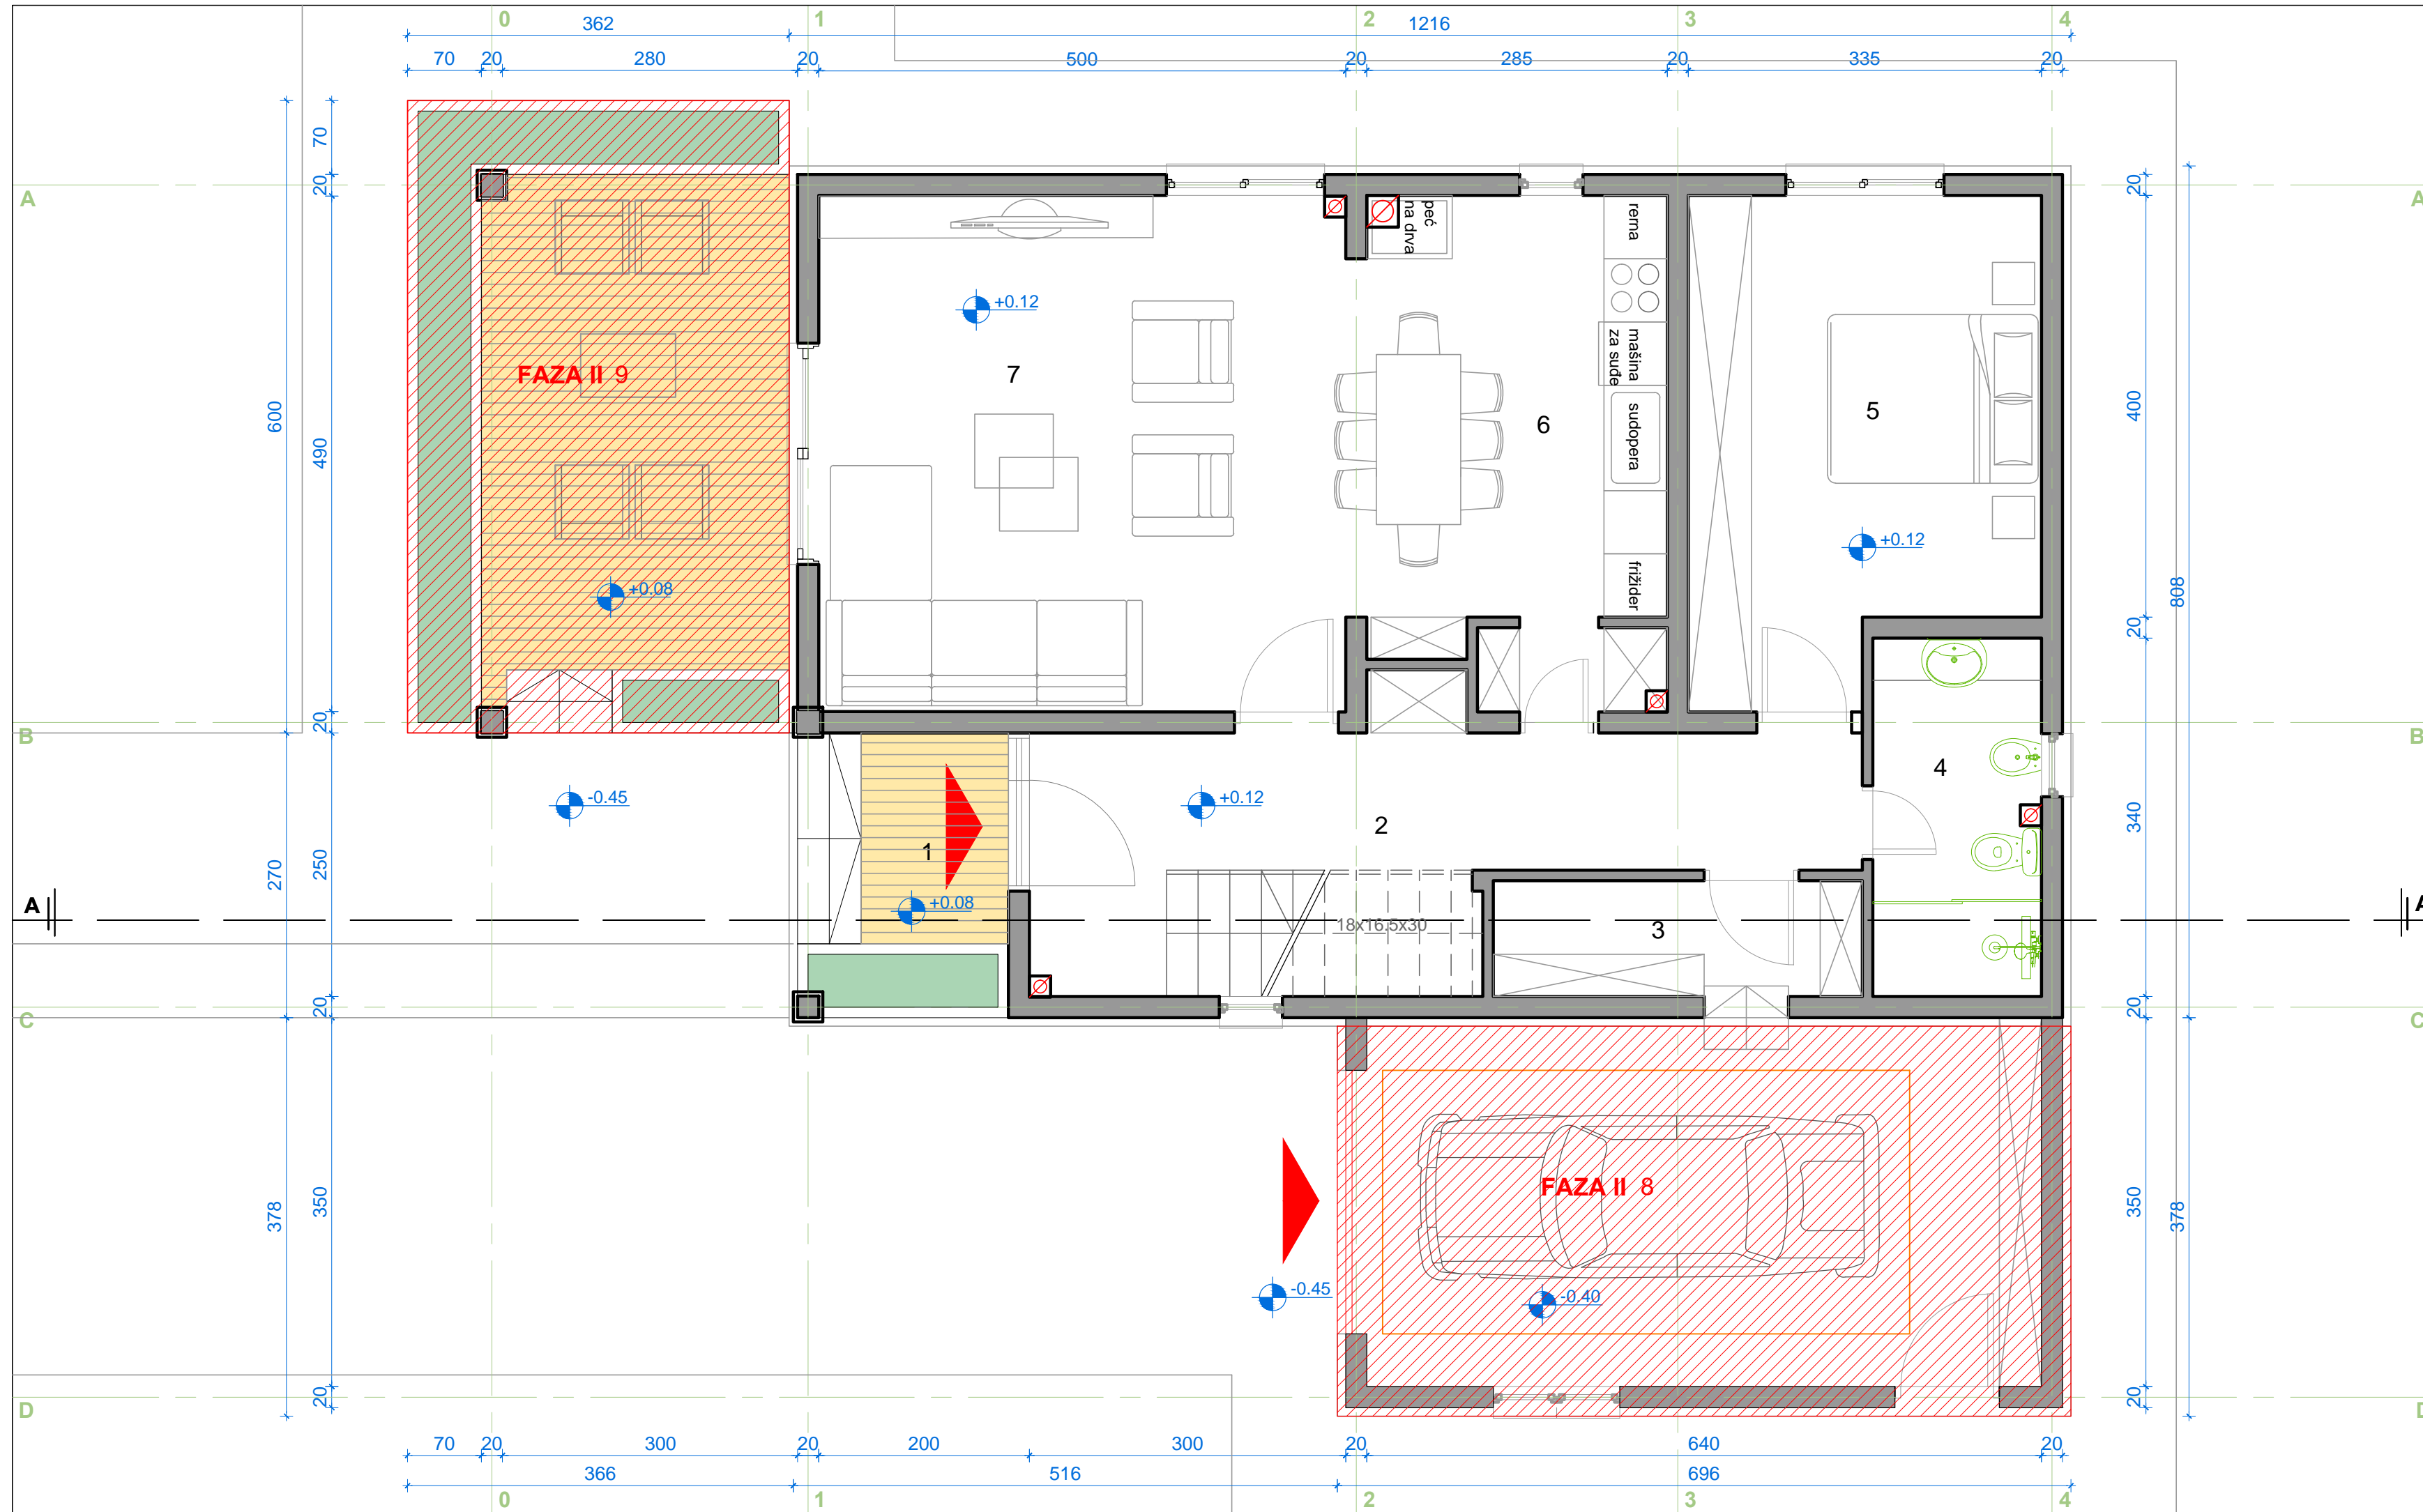 0 1 2 3 4
362 1216
70 20 280 20 500 20 285 20 335 20
A A
B B
C C
D D
600
270
378
70
20
490
20
250
20
350
20
20
400
20
340
20
350
20
808
378
peć
na drva
rema
mašina
za suđe
sudopera
frižider
+0.12
7
6
5
+0.12
FAZA II 9
+0.08
-0.45
+0.12
4
2
1
+0.08
A A
18x16.5x30
3
FAZA II 8
-0.45
-0.40
70 20 300 20 200 300 20 640 20
366 516 696
0 1 2 3 4